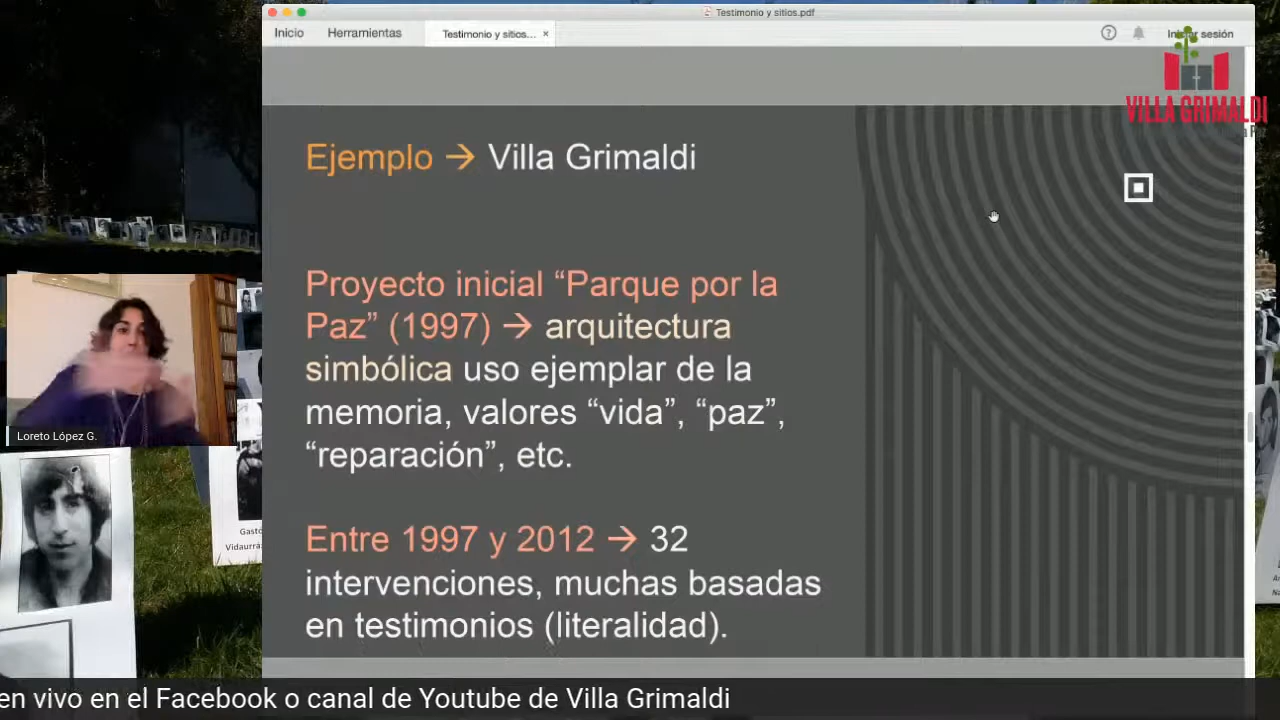 Testimonio y sitios.pdf
Inicio
Herramientas
Testimonio y sitios... ×
?
VILLA GRIMALDI
Ejemplo → Villa Grimaldi
Proyecto inicial “Parque por la
Paz” (1997) → arquitectura
simbólica uso ejemplar de la
memoria, valores “vida”, “paz”,
“reparación”, etc.
Entre 1997 y 2012 → 32
intervenciones, muchas basadas
en testimonios (literalidad).
Loreto López G.
en vivo en el Facebook o canal de Youtube de Villa Grimaldi